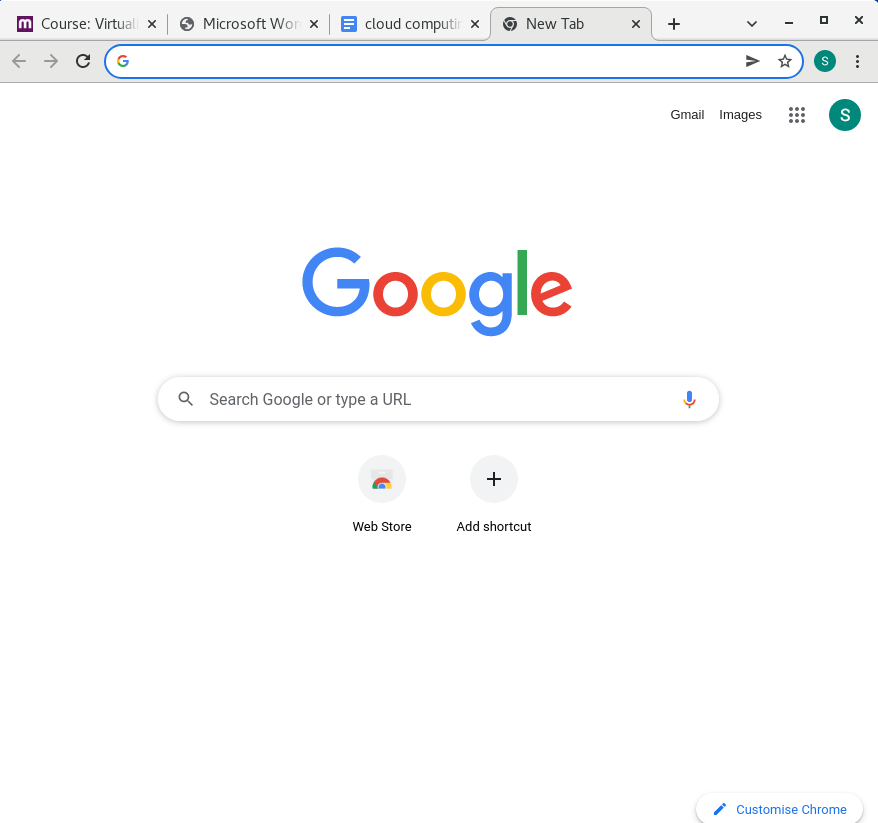 Course: Virtual
Microsoft Wor
cloud computin
New Tab
S
Gmail
Images
S
Google
Search Google or type a URL
Web Store
Add shortcut
Customise Chrome